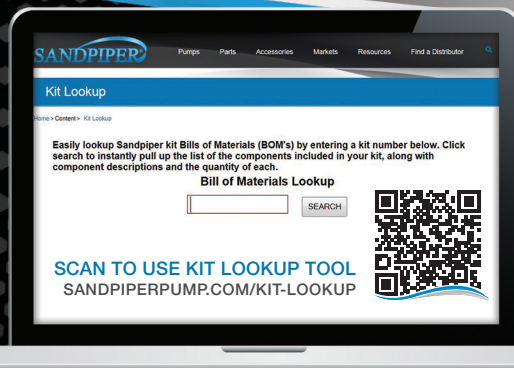 SANDPIPER®
Pumps Parts Accessories Markets Resources Find a Distributor
Kit Lookup
Home > Content > Kit Lookup
Easily lookup Sandpiper kit Bills of Materials (BOM's) by entering a kit number below. Click
search to instantly pull up the list of the components included in your kit, along with
component descriptions and the quantity of each.
Bill of Materials Lookup
SEARCH
SCAN TO USE KIT LOOKUP TOOL
SANDPIPERPUMP.COM/KIT-LOOKUP